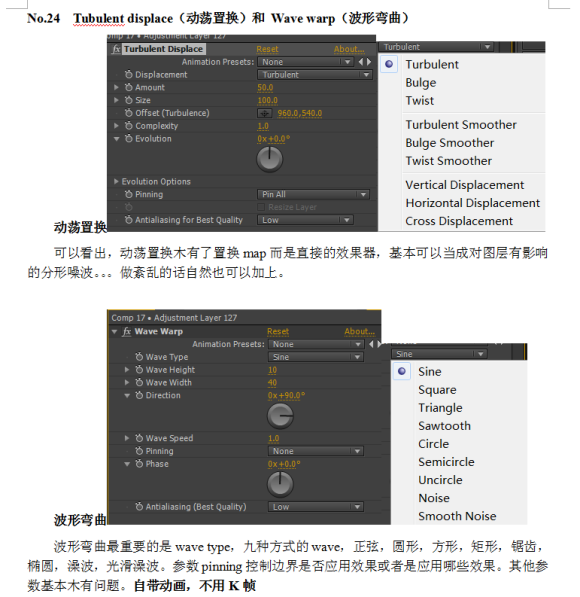 No.24 Tubulent displace（动荡置换）和 Wave warp（波形弯曲）
Comp 17 • Adjustment Layer 127
fx Turbulent Displace Reset About...
Animation Presets: None
Displacement Turbulent
Amount 50.0
Size 100.0
Offset (Turbulence) 960.0,540.0
Complexity 1.0
Evolution 0x+0.0°
Evolution Options
Pinning Pin All
Resize Layer
Antialiasing for Best Quality Low
Turbulent
Turbulent
Bulge
Twist
Turbulent Smoother
Bulge Smoother
Twist Smoother
Vertical Displacement
Horizontal Displacement
Cross Displacement
动荡置换
可以看出，动荡置换木有了置换 map 而是直接的效果器，基本可以当成对图层有影响
的分形噪波。。。做紊乱的话自然也可以加上。
Comp 17 • Adjustment Layer 127
fx Wave Warp Reset About...
Animation Presets: None
Wave Type Sine
Wave Height 10
Wave Width 40
Direction 0x+90.0°
Wave Speed 1.0
Pinning None
Phase 0x+0.0°
Antialiasing (Best Quality) Low
Sine
Sine
Square
Triangle
Sawtooth
Circle
Semicircle
Uncircle
Noise
Smooth Noise
波形弯曲
波形弯曲最重要的是 wave type，九种方式的 wave，正弦，圆形，方形，矩形，锯齿，
椭圆，澡波，光滑澡波。参数 pinning 控制边界是否应用效果或者是应用哪些效果。其他参
数基本木有问题。自带动画，不用 K 帧